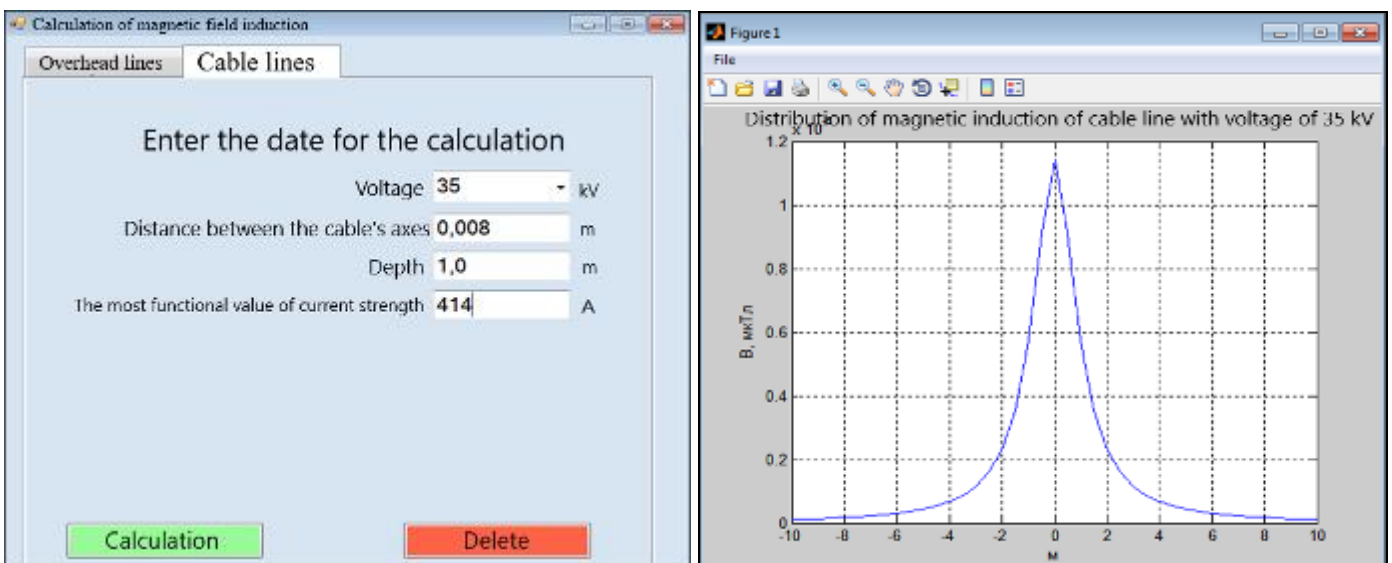 Calculation of magnetic field induction
Overhead lines
Cable lines
Enter the date for the calculation
Voltage 35 kV
Distance between the cable's axes 0,008 m
Depth 1,0 m
The most functional value of current strength 414 A
Calculation
Delete
Figure 1
File
Distribution of magnetic induction of cable line with voltage of 35 kV
x 10
1.2
1
0.8
0.6
0.4
0.2
0
В, мкТл
-10 -8 -6 -4 -2 0 2 4 6 8 10
м